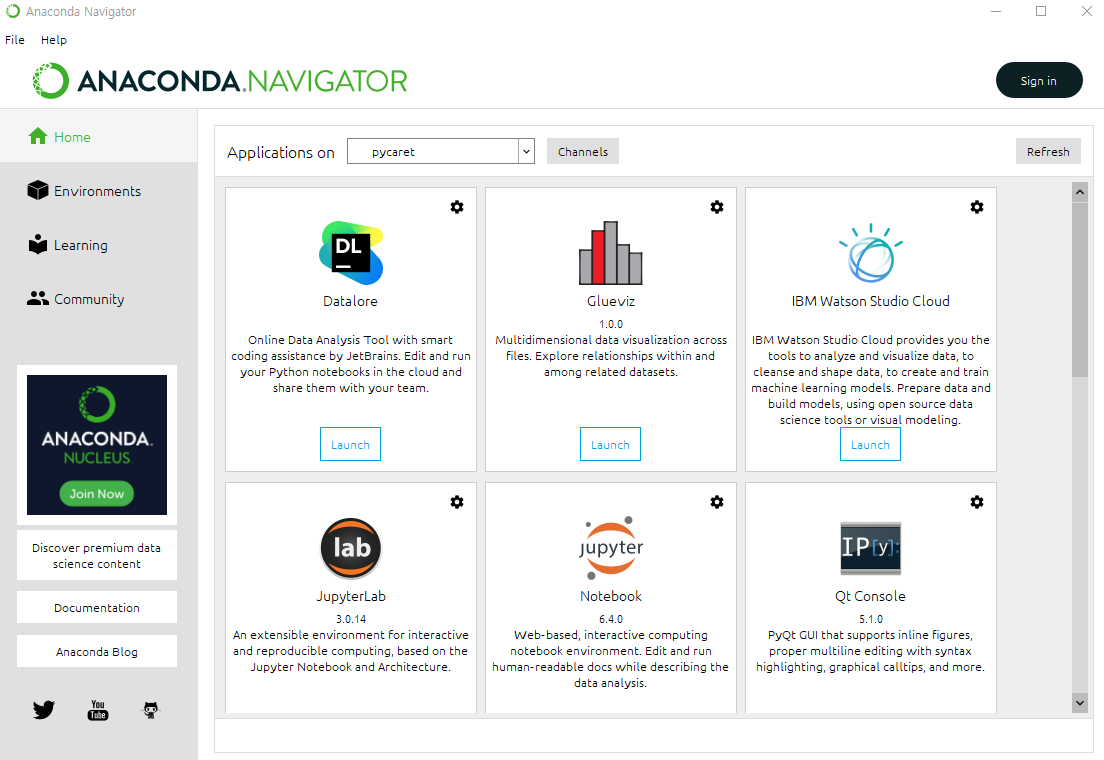 Anaconda Navigator
File Help
ANACONDA.NAVIGATOR
Sign in
Home
Environments
Learning
Community
ANACONDA.
NUCLEUS
Join Now
Discover premium data
science content
Documentation
Anaconda Blog
You
Tube
Applications on pycaret Channels Refresh
DL
Datalore
Online Data Analysis Tool with smart
coding assistance by JetBrains. Edit and run
your Python notebooks in the cloud and
share them with your team.
Launch
Glueviz
1.0.0
Multidimensional data visualization across
files. Explore relationships within and
among related datasets.
Launch
IBM Watson Studio Cloud
IBM Watson Studio Cloud provides you the
tools to analyze and visualize data, to
cleanse and shape data, to create and train
machine learning models. Prepare data and
build models, using open source data
science tools or visual modeling.
Launch
lab
JupyterLab
3.0.14
An extensible environment for interactive
and reproducible computing, based on the
Jupyter Notebook and Architecture.
jupyter
Notebook
6.4.0
Web-based, interactive computing
notebook environment. Edit and run
human-readable docs while describing the
data analysis.
IP[y]:
Qt Console
5.1.0
PyQt GUI that supports inline figures,
proper multiline editing with syntax
highlighting, graphical calltips, and more.